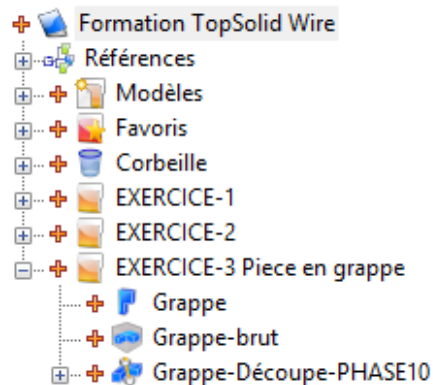 Formation TopSolid Wire
Références
Modèles
Favoris
Corbeille
EXERCICE-1
EXERCICE-2
EXERCICE-3 Piece en grappe
Grappe
Grappe-brut
Grappe-Découpe-PHASE10